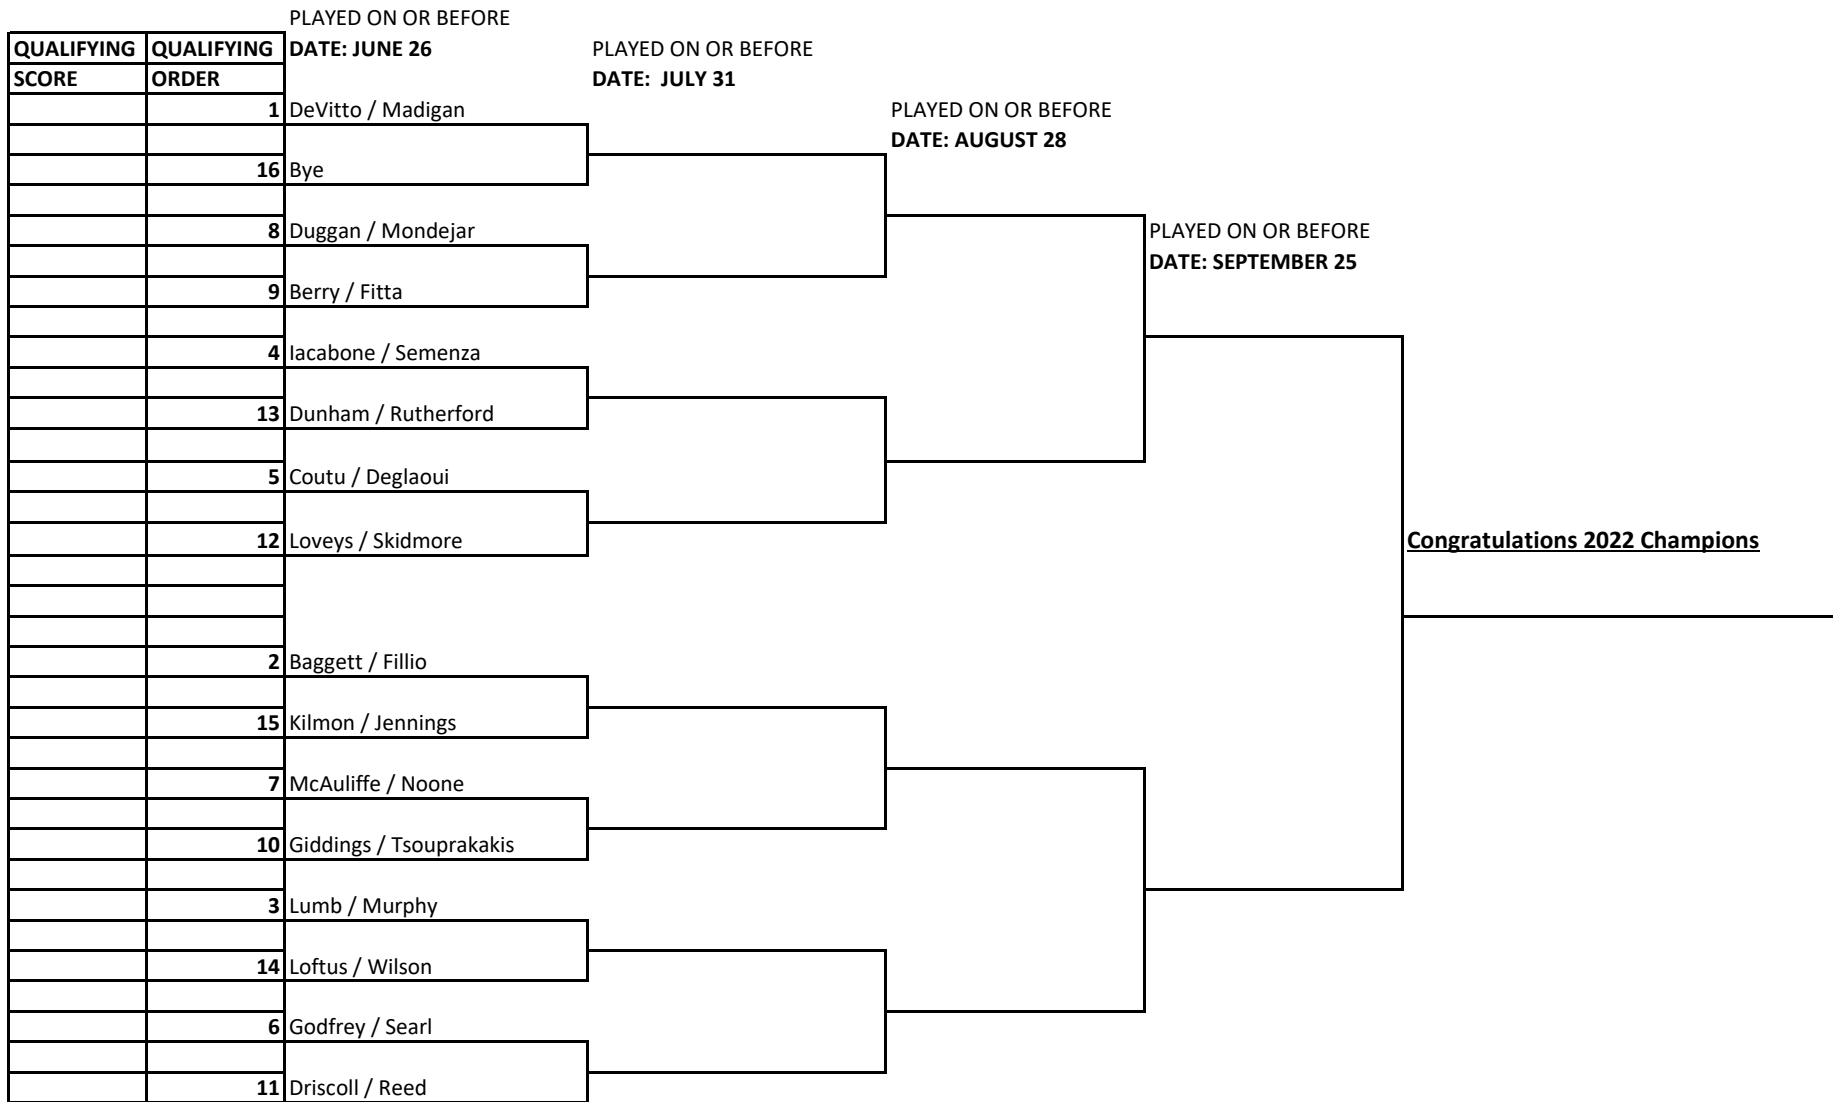 PLAYED ON OR BEFORE
QUALIFYING QUALIFYING DATE: JUNE 26 PLAYED ON OR BEFORE
SCORE ORDER DATE: JULY 31
1 DeVitto / Madigan PLAYED ON OR BEFORE
DATE: AUGUST 28
16 Bye
8 Duggan / Mondejar PLAYED ON OR BEFORE
DATE: SEPTEMBER 25
9 Berry / Fitta
4 Iacabone / Semenza
13 Dunham / Rutherford
5 Coutu / Deglaoui
12 Loveys / Skidmore Congratulations 2022 Champions
2 Baggett / Fillio
15 Kilmon / Jennings
7 McAuliffe / Noone
10 Giddings / Tsouprakakis
3 Lumb / Murphy
14 Loftus / Wilson
6 Godfrey / Searl
11 Driscoll / Reed